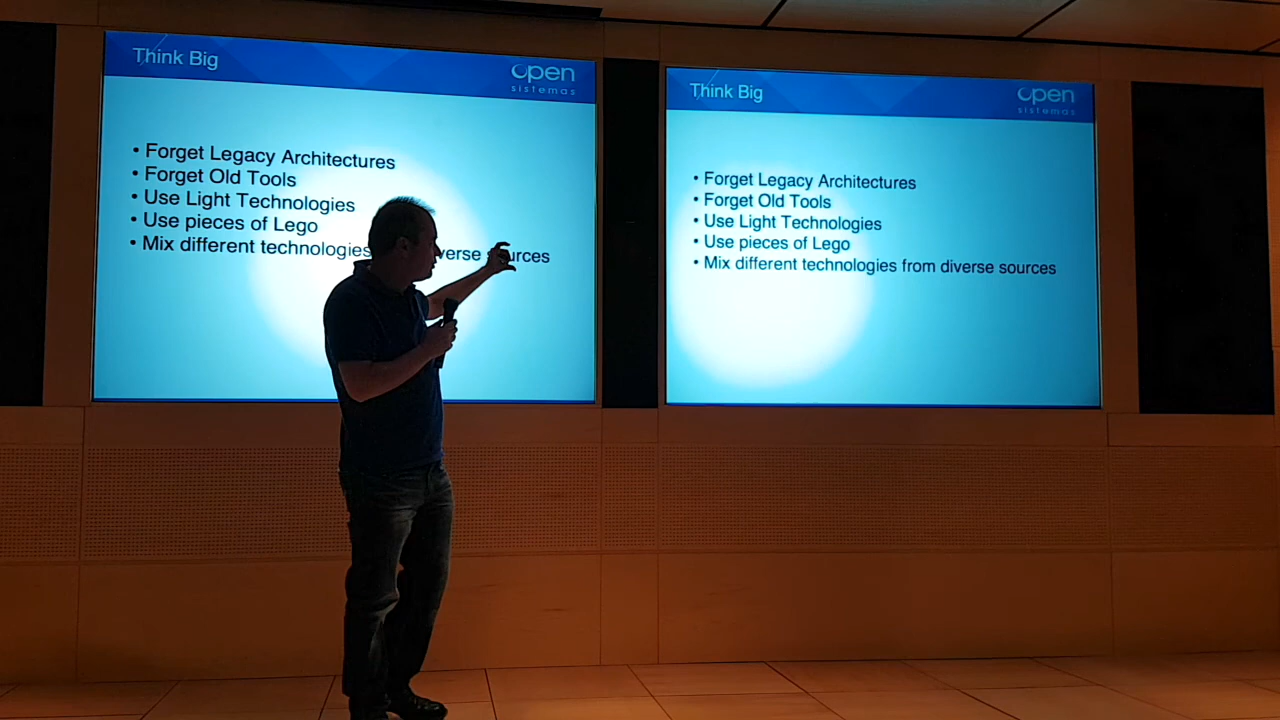 Think Big
open
sistemas
• Forget Legacy Architectures
• Forget Old Tools
• Use Light Technologies
• Use pieces of Lego
• Mix different technologies verse sources
Think Big
open
sistemas
• Forget Legacy Architectures
• Forget Old Tools
• Use Light Technologies
• Use pieces of Lego
• Mix different technologies from diverse sources